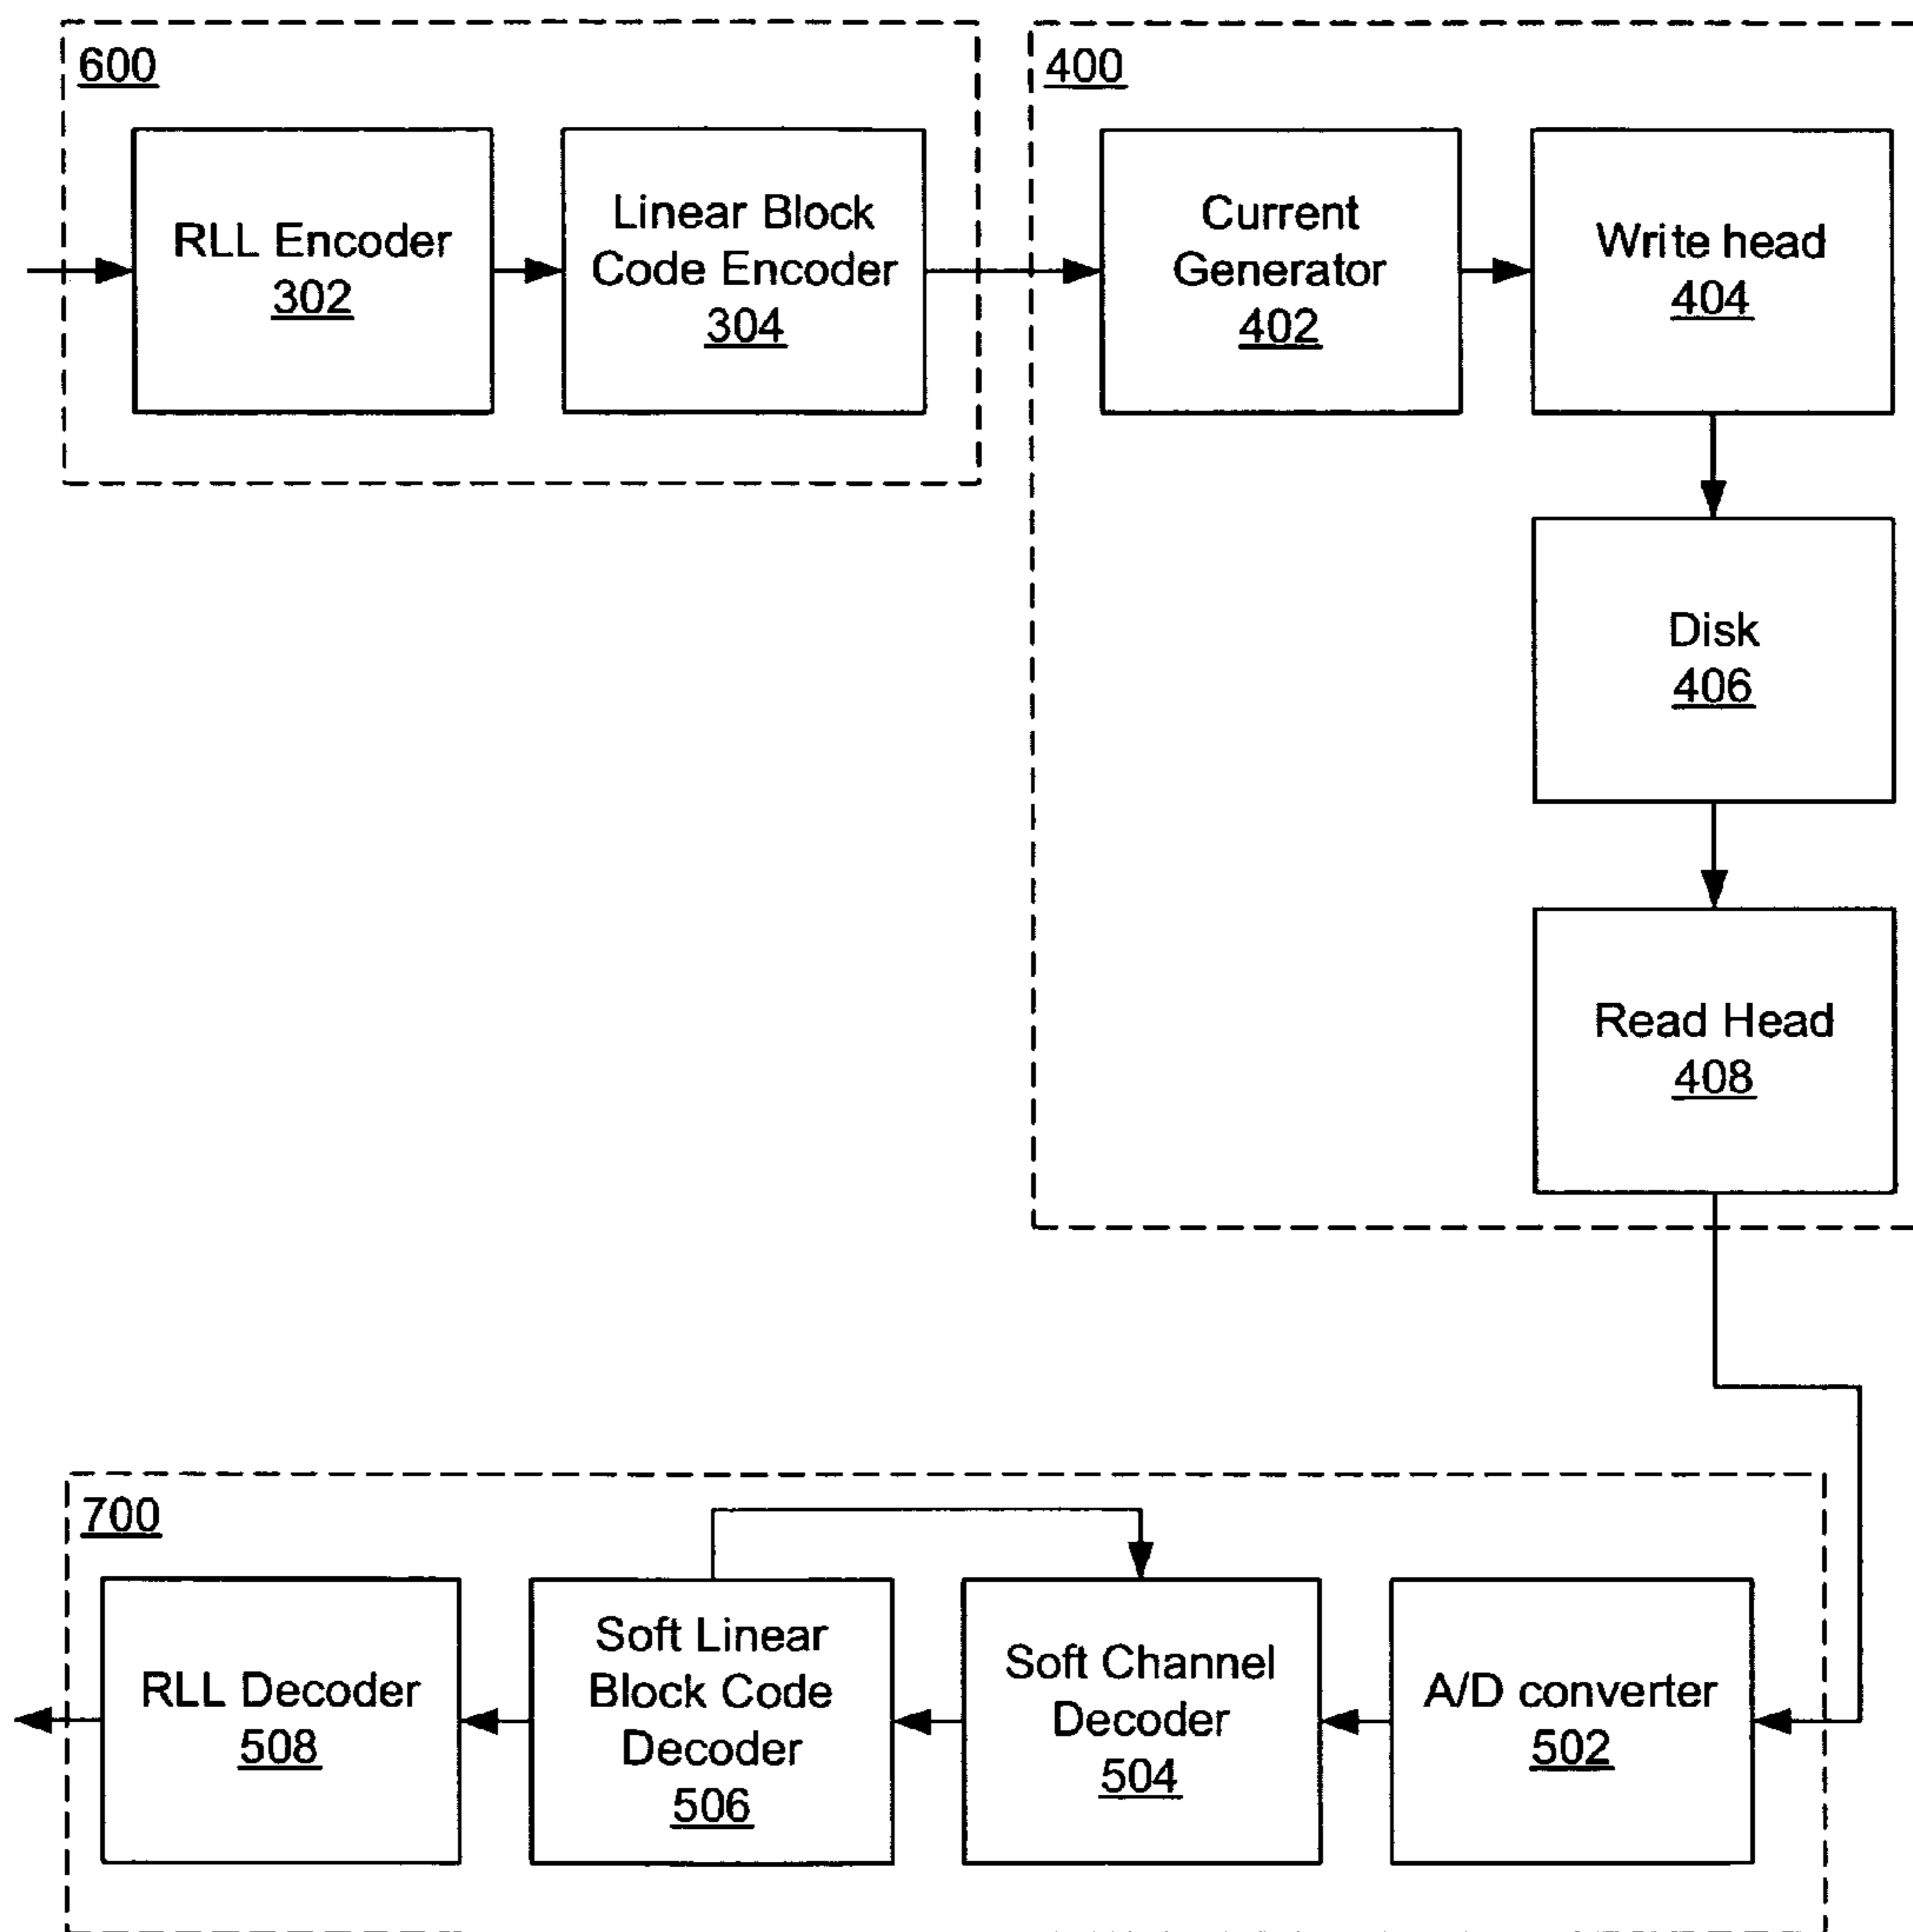 600
RLL Encoder
302
Linear Block
Code Encoder
304
400
Current
Generator
402
Write head
404
Disk
406
Read Head
408
700
RLL Decoder
508
Soft Linear
Block Code
Decoder
506
Soft Channel
Decoder
504
A/D converter
502